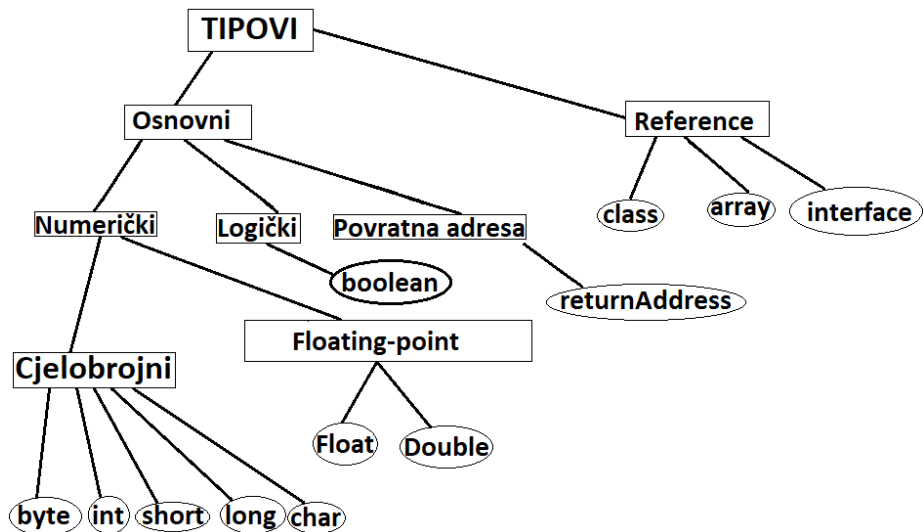 TIPOVI
Osnovni
Reference
class
array
interface
Numerički
Logički
Povratna adresa
boolean
returnAddress
Floating-point
Cjelobrojni
Float
Double
byte
int
short
long
char